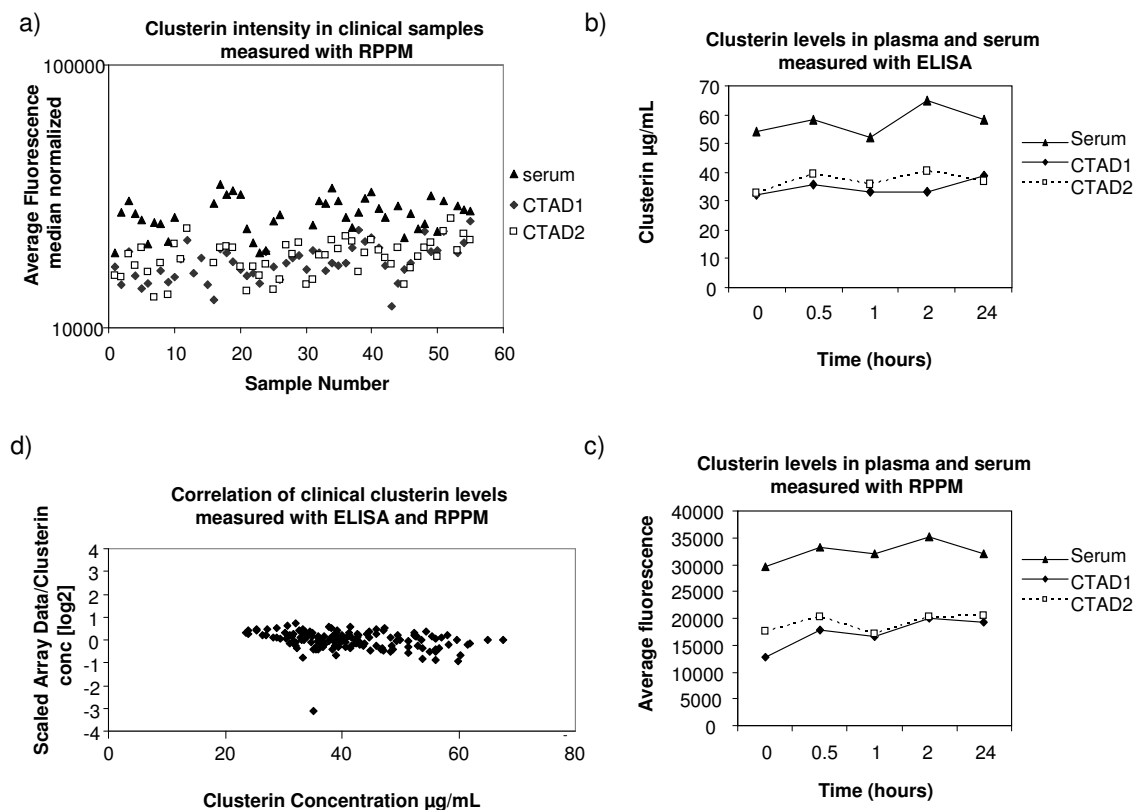 a)
Clusterin intensity in clinical samples
measured with RPPM
100000
10000
Average Fluorescence
median normalized
0 10 20 30 40 50 60
Sample Number
serum
CTAD1
CTAD2
b)
Clusterin levels in plasma and serum
measured with ELISA
70
60
50
40
30
20
10
0
Clusterin µg/mL
0 0.5 1 2 24
Time (hours)
Serum
CTAD1
CTAD2
d)
Correlation of clinical clusterin levels
measured with ELISA and RPPM
4
3
2
1
0
-1
-2
-3
-4
Scaled Array Data/Clusterin
conc [log2]
0 20 40 60 80
Clusterin Concentration µg/mL
c)
Clusterin levels in plasma and serum
measured with RPPM
40000
35000
30000
25000
20000
15000
10000
5000
0
Average fluorescence
0 0.5 1 2 24
Time (hours)
Serum
CTAD1
CTAD2